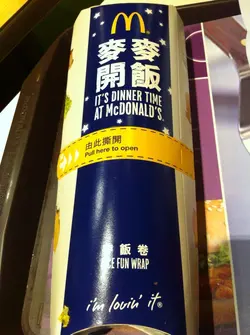 麥麥
開飯
IT'S DINNER TIME
AT McDONALD'S.
由此撕開
Pull here to open
飯卷
FUN WRAP
i'm lovin' it®